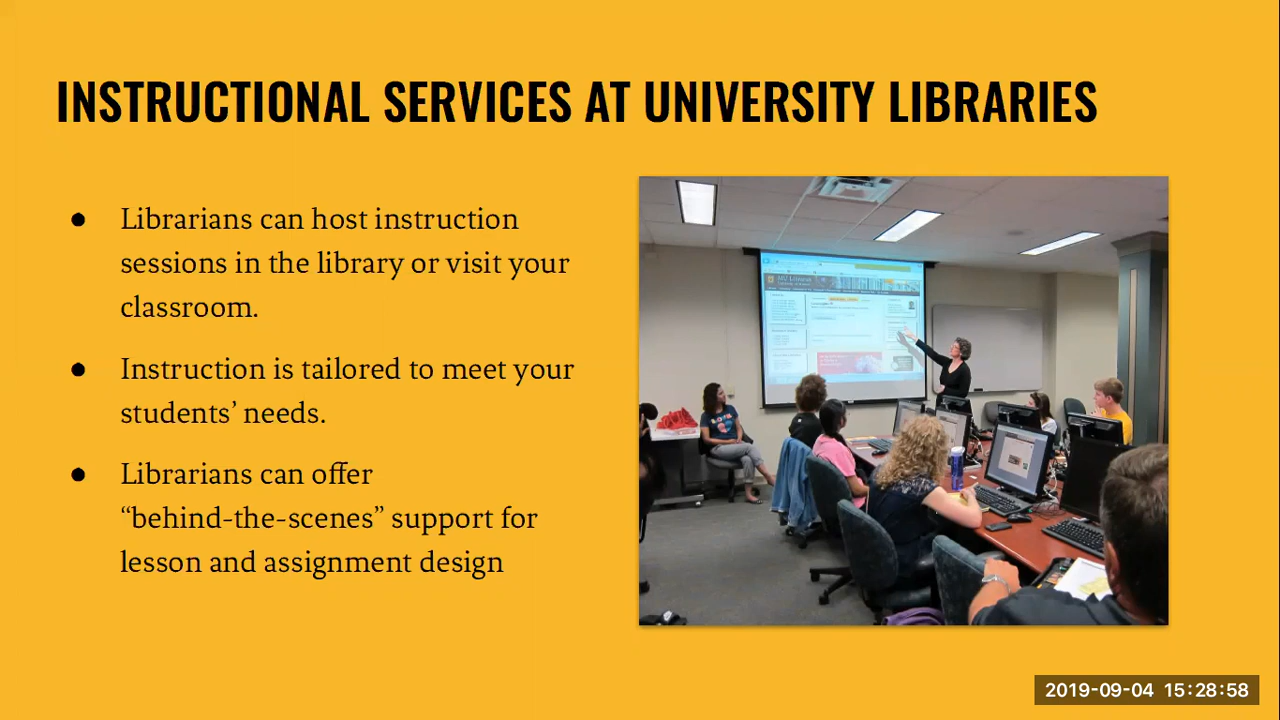 INSTRUCTIONAL SERVICES AT UNIVERSITY LIBRARIES
● Librarians can host instruction
sessions in the library or visit your
classroom.
● Instruction is tailored to meet your
students’ needs.
● Librarians can offer
“behind-the-scenes” support for
lesson and assignment design
MU Libraries
2019-09-04 15:28:58